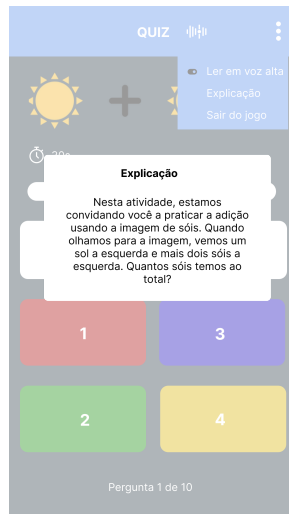 QUIZ
Ler em voz alta
Explicação
Sair do jogo
Explicação
Nesta atividade, estamos
convidando você a praticar a adição
usando a imagem de sóis. Quando
olhamos para a imagem, vemos um
sol a esquerda e mais dois sóis a
esquerda. Quantos sóis temos ao
total?
1
3
2
4
Pergunta 1 de 10